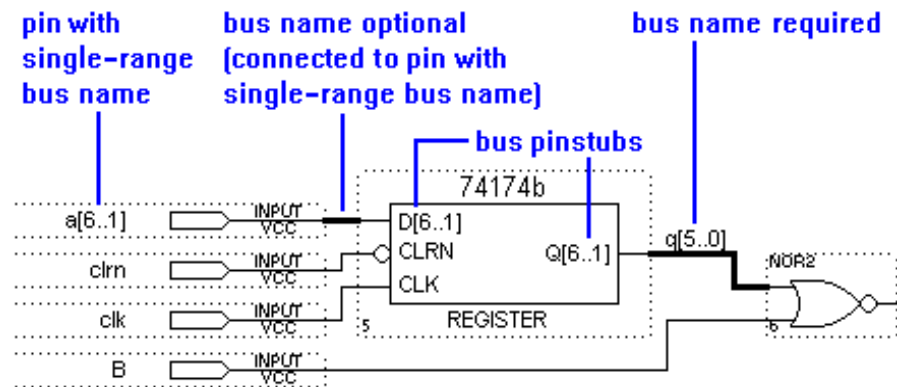 pin with
single-range
bus name
bus name optional
(connected to pin with
single-range bus name)
bus name required
bus pinstubs
74174b
a[6..1]
INPUT
VCC
D[6..1]
clrn
INPUT
VCC
CLRN
Q[6..1]
q[5..0]
NOR2
clk
INPUT
VCC
CLK
5
REGISTER
6
B
INPUT
VCC